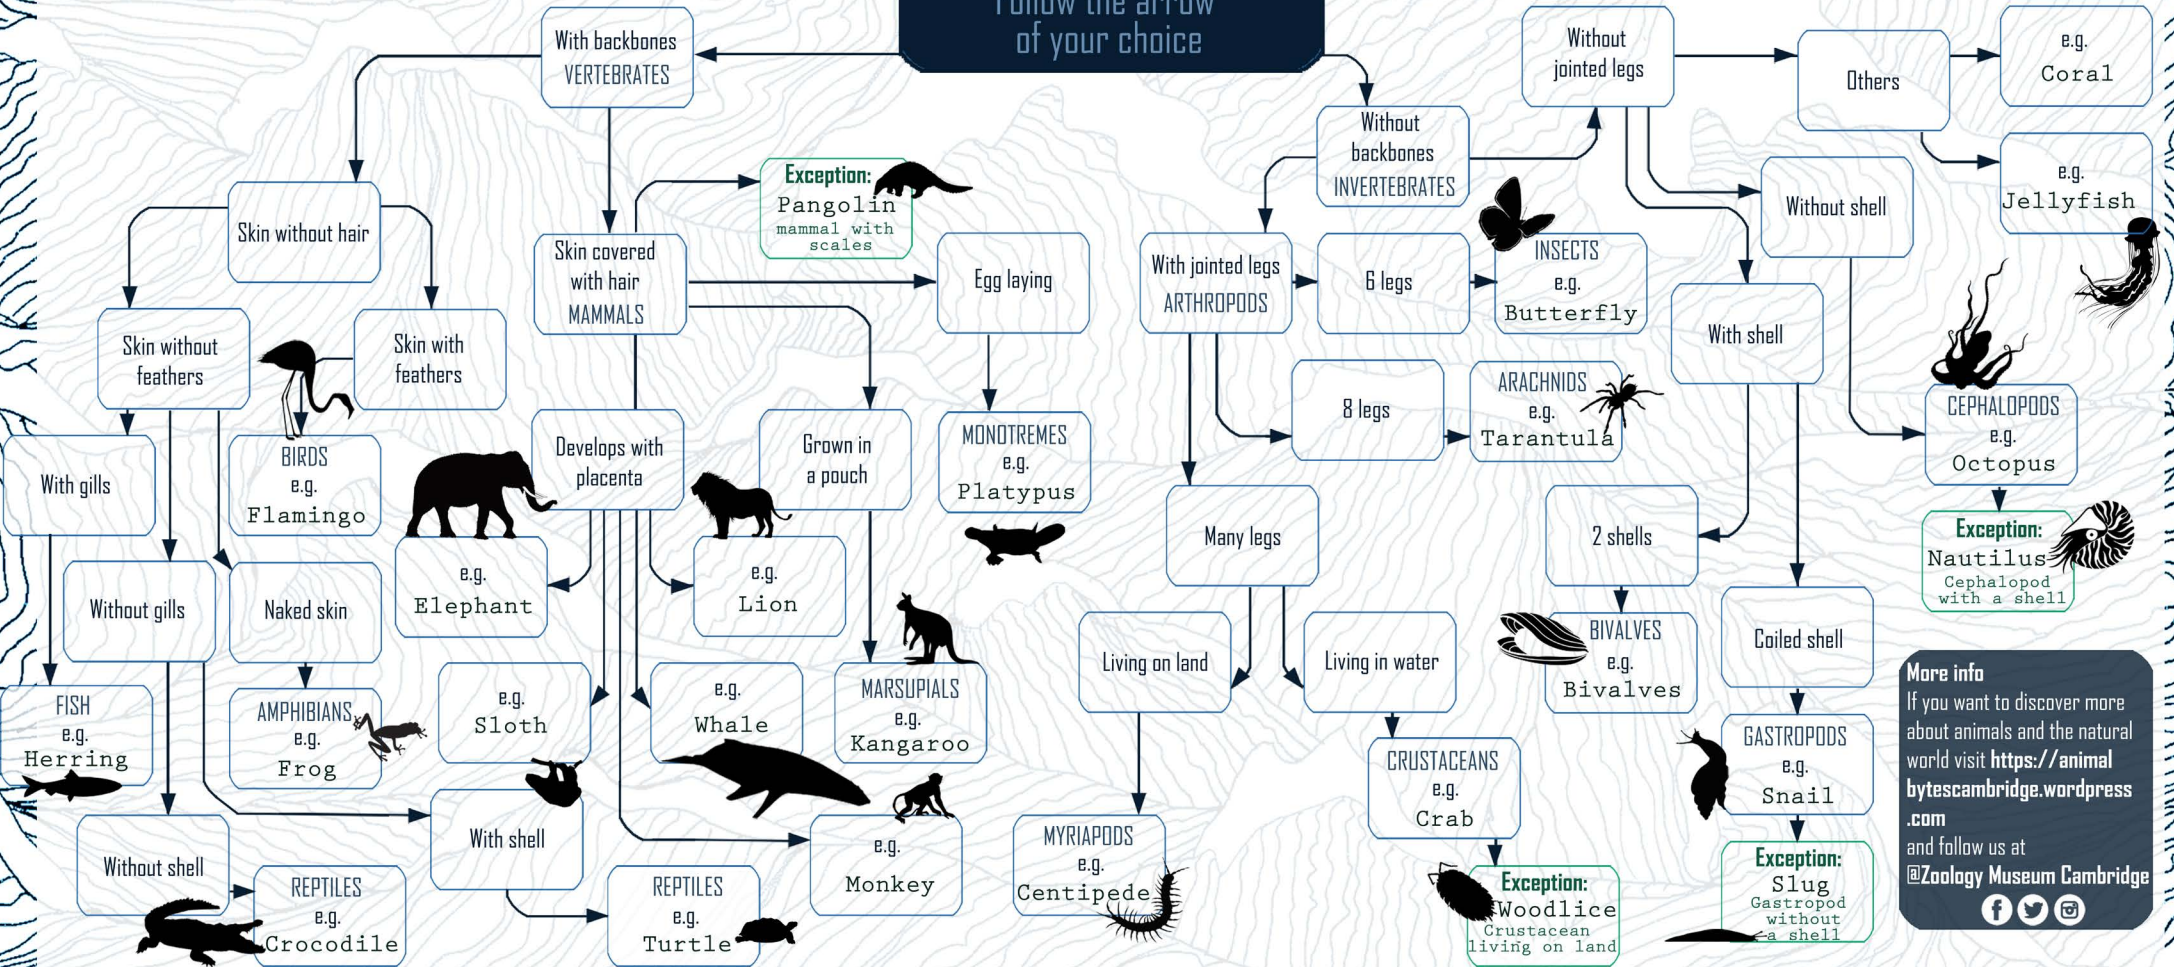 Follow the arrow
of your choice
With backbones
VERTEBRATES
Without
jointed legs
Others
e.g.
Coral
Without
backbones
INVERTEBRATES
Exception:
Pangolin
mammal with
scales
e.g.
Jellyfish
Skin without hair
Skin covered
with hair
MAMMALS
Egg laying
With jointed legs
ARTHROPODS
6 legs
INSECTS
e.g.
Butterfly
Without shell
With shell
Skin without
feathers
Skin with
feathers
8 legs
ARACHNIDS
e.g.
Tarantula
CEPHALOPODS
e.g.
Octopus
With gills
BIRDS
e.g.
Flamingo
Develops with
placenta
Grown in
a pouch
MONOTREMES
e.g.
Platypus
Many legs
2 shells
Exception:
Nautilus
Cephalopod
with a shell
Without gills
Naked skin
e.g.
Elephant
e.g.
Lion
Living on land
Living in water
BIVALVES
e.g.
Bivalves
Coiled shell
FISH
e.g.
Herring
AMPHIBIANS
e.g.
Frog
e.g.
Sloth
e.g.
Whale
MARSUPIALS
e.g.
Kangaroo
CRUSTACEANS
e.g.
Crab
GASTROPODS
e.g.
Snail
Without shell
REPTILES
e.g.
Crocodile
With shell
REPTILES
e.g.
Turtle
e.g.
Monkey
MYRIAPODS
e.g.
Centipede
Exception:
Woodlice
Crustacean
living on land
Exception:
Slug
Gastropod
without
a shell
More info
If you want to discover more
about animals and the natural
world visit https://animal
bytescambridge.wordpress
.com
and follow us at
@Zoology Museum Cambridge